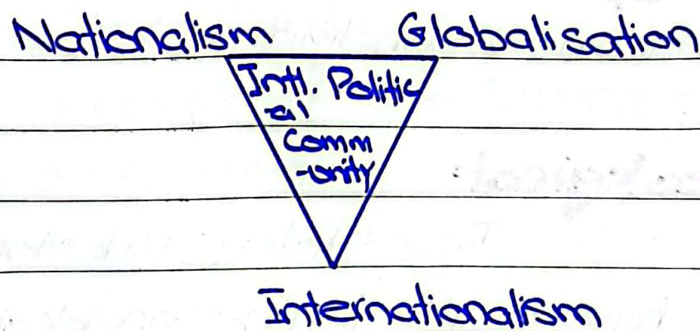 Nationalism Globalisation
Intl. Politic
al
Comm
-unity
Internationalism